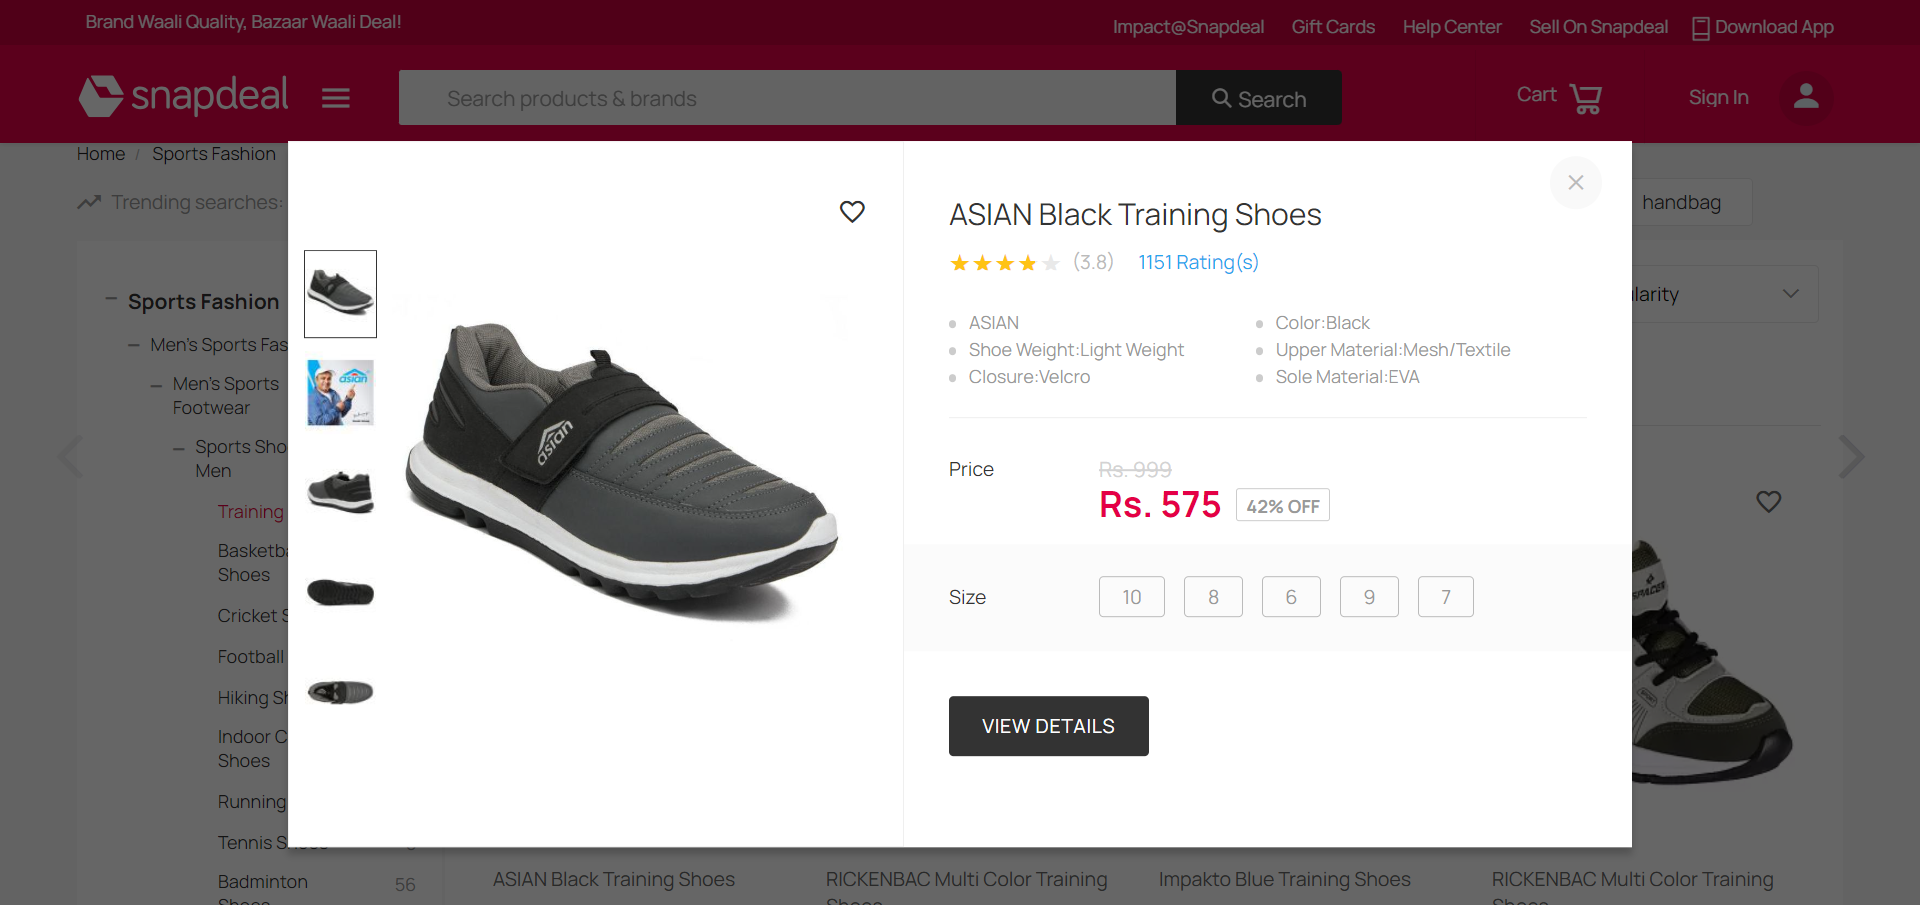 Brand Waali Quality, Bazaar Waali Deal!
Impact@Snapdeal
Gift Cards
Help Center
Sell On Snapdeal
Download App
snapdeal
Search products & brands
Search
Cart
Sign In
Home / Sports Fashion
Trending searches:
handbag
Sports Fashion
Men's Sports Fas
Men's Sports
Footwear
Sports Sho
Men
Training
Basketba
Shoes
Cricket S
Football
Hiking Sh
Indoor C
Shoes
Running
Tennis Shoes
Badminton
56
Shoes
larity
asian
asian
ASIAN Black Training Shoes
(3.8)
1151 Rating(s)
ASIAN
Color:Black
Shoe Weight:Light Weight
Upper Material:Mesh/Textile
Closure:Velcro
Sole Material:EVA
Price
Rs. 999
Rs. 575
42% OFF
Size
10
8
6
9
7
VIEW DETAILS
SPACER
ASIAN Black Training Shoes
RICKENBAC Multi Color Training
Shoes
Impakto Blue Training Shoes
RICKENBAC Multi Color Training
Shoes